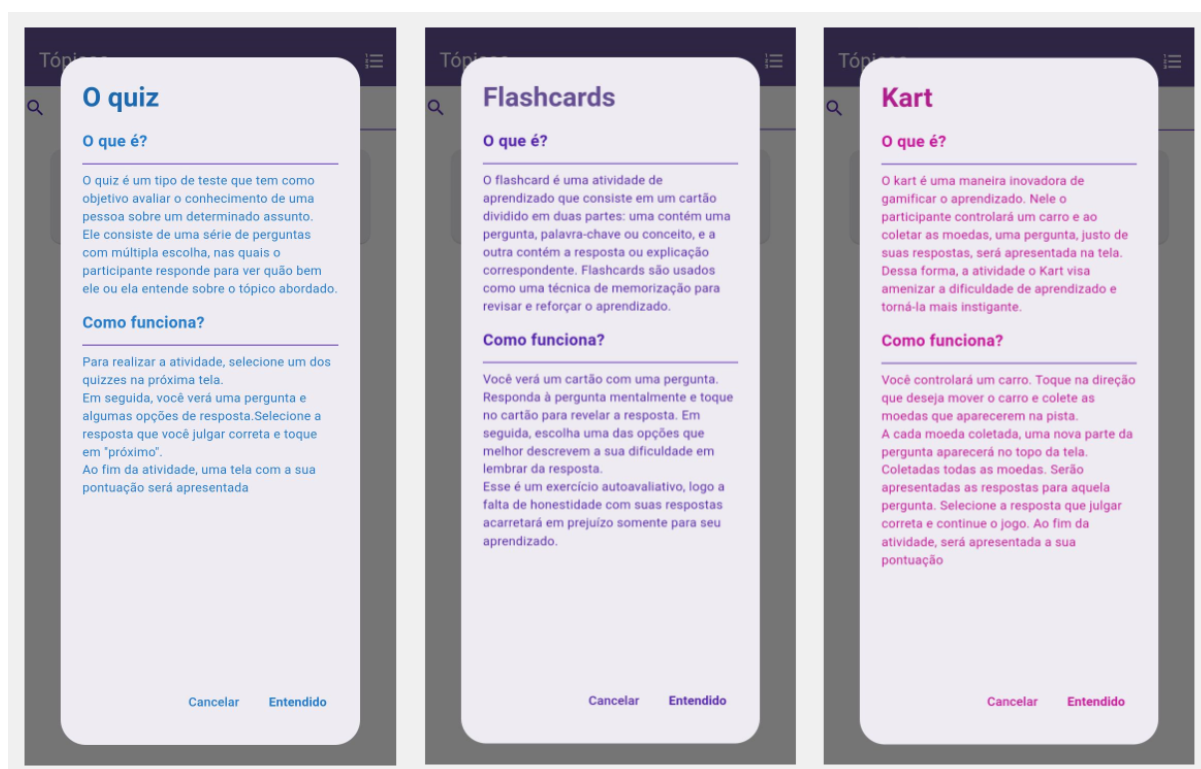 Tópicos
O quiz
O que é?
O quiz é um tipo de teste que tem como
objetivo avaliar o conhecimento de uma
pessoa sobre um determinado assunto.
Ele consiste de uma série de perguntas
com múltipla escolha, nas quais o
participante responde para ver quão bem
ele ou ela entende sobre o tópico abordado.
Como funciona?
Para realizar a atividade, selecione um dos
quizzes na próxima tela.
Em seguida, você verá uma pergunta e
algumas opções de resposta.Selecione a
resposta que você julgar correta e toque
em "próximo".
Ao fim da atividade, uma tela com a sua
pontuação será apresentada
Cancelar Entendido
Tópicos
Flashcards
O que é?
O flashcard é uma atividade de
aprendizado que consiste em um cartão
dividido em duas partes: uma contém uma
pergunta, palavra-chave ou conceito, e a
outra contém a resposta ou explicação
correspondente. Flashcards são usados
como uma técnica de memorização para
revisar e reforçar o aprendizado.
Como funciona?
Você verá um cartão com uma pergunta.
Responda à pergunta mentalmente e toque
no cartão para revelar a resposta. Em
seguida, escolha uma das opções que
melhor descrevem a sua dificuldade em
lembrar da resposta.
Esse é um exercício autoavaliativo, logo a
falta de honestidade com suas respostas
acarretará em prejuízo somente para seu
aprendizado.
Cancelar Entendido
Tópicos
Kart
O que é?
O kart é uma maneira inovadora de
gamificar o aprendizado. Nele o
participante controlará um carro e ao
coletar as moedas, uma pergunta, justo de
suas respostas, será apresentada na tela.
Dessa forma, a atividade o Kart visa
amenizar a dificuldade de aprendizado e
torná-la mais instigante.
Como funciona?
Você controlará um carro. Toque na direção
que deseja mover o carro e colete as
moedas que aparecerem na pista.
A cada moeda coletada, uma nova parte da
pergunta aparecerá no topo da tela.
Coletadas todas as moedas. Serão
apresentadas as respostas para aquela
pergunta. Selecione a resposta que julgar
correta e continue o jogo. Ao fim da
atividade, será apresentada a sua
pontuação
Cancelar Entendido